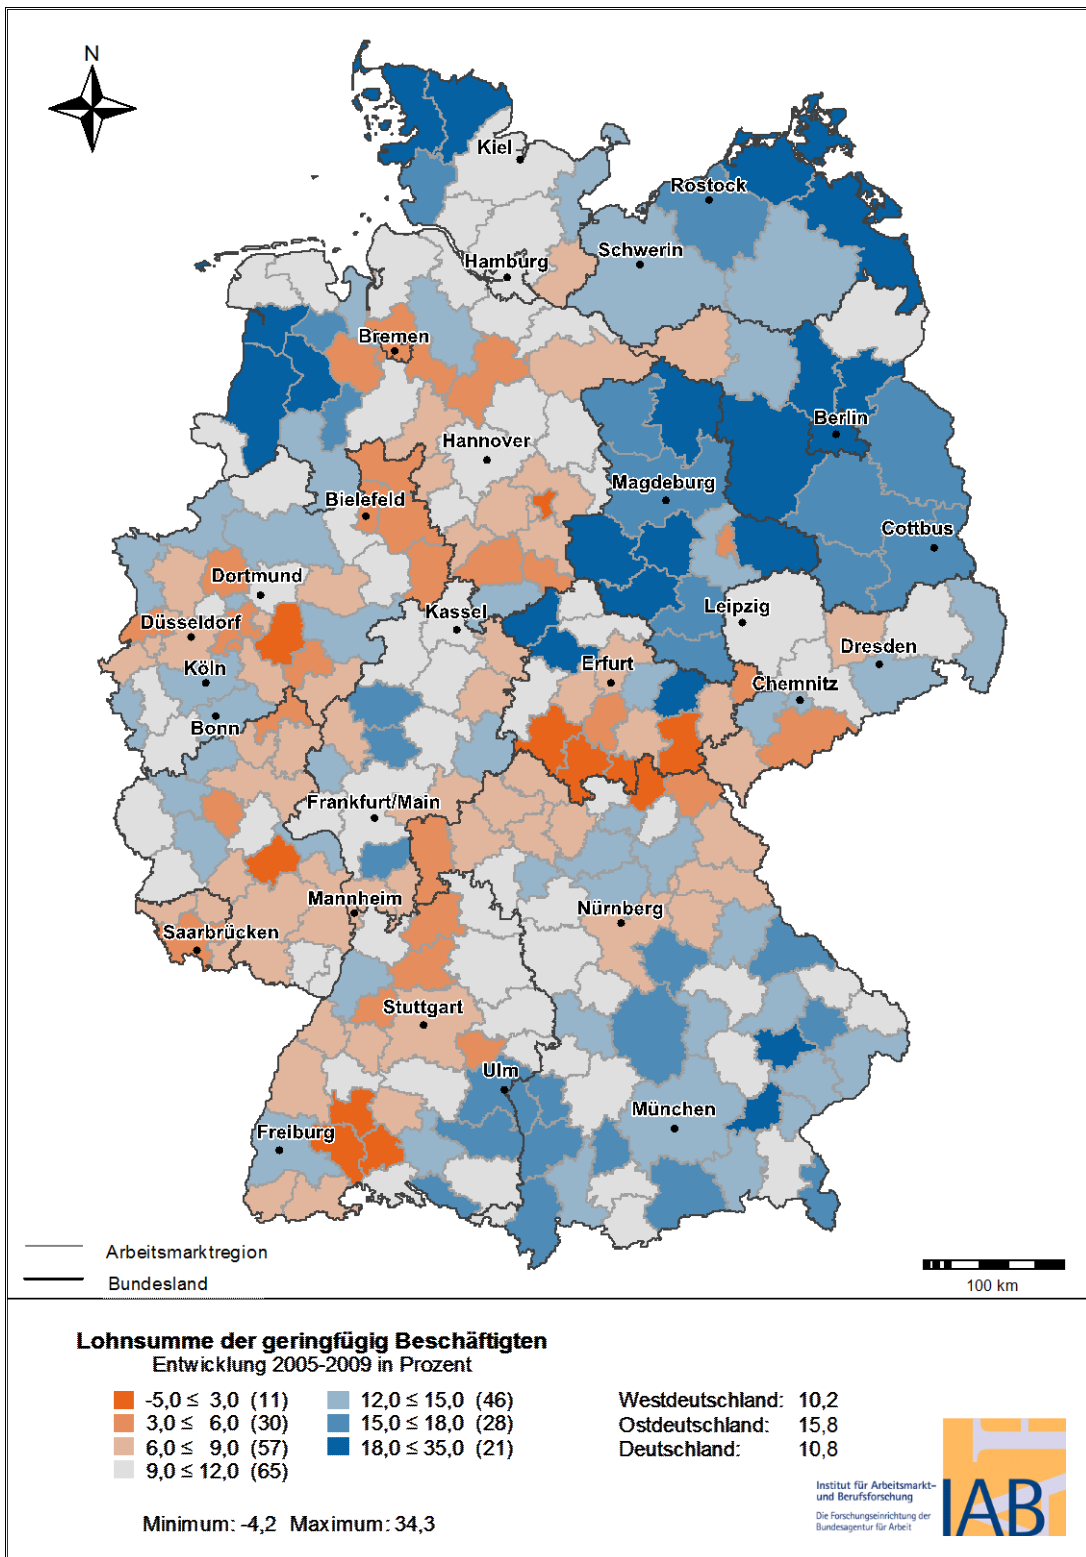 N
Kiel
Rostock
Schwerin
Hamburg
Bremen
Berlin
Hannover
Magdeburg
Bielefeld
Cottbus
Dortmund
Kassel
Leipzig
Düsseldorf
Dresden
Köln
Erfurt
Chemnitz
Bonn
Frankfurt/Main
Mannheim
Nürnberg
Saarbrücken
Stuttgart
Ulm
München
Freiburg
Arbeitsmarktregion
Bundesland
100 km
Lohnsumme der geringfügig Beschäftigten
Entwicklung 2005-2009 in Prozent
-5,0 ≤ 3,0 (11)
3,0 ≤ 6,0 (30)
6,0 ≤ 9,0 (57)
9,0 ≤ 12,0 (65)
12,0 ≤ 15,0 (46)
15,0 ≤ 18,0 (28)
18,0 ≤ 35,0 (21)
Westdeutschland: 10,2
Ostdeutschland: 15,8
Deutschland: 10,8
Minimum: -4,2 Maximum: 34,3
Institut für Arbeitsmarkt-
und Berufsforschung
Die Forschungseinrichtung der
Bundesagentur für Arbeit
IAB